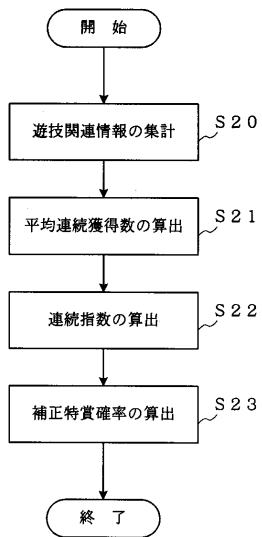 開 始
遊技関連情報の集計
S20
平均連続獲得数の算出
S21
連続指数の算出
S22
補正特賞確率の算出
S23
終 了